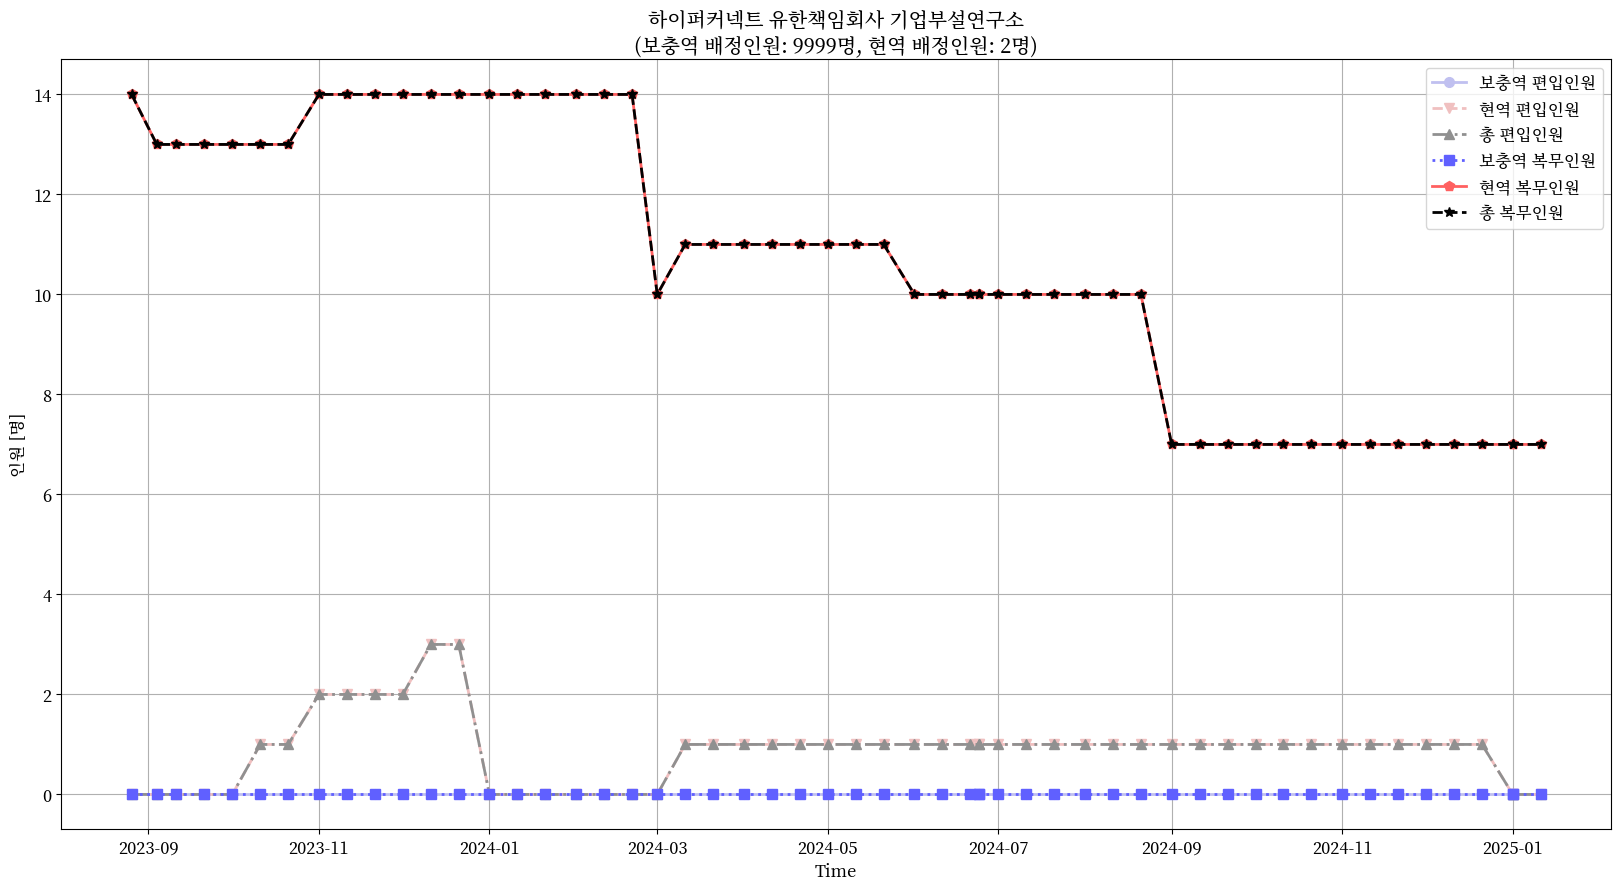 하이퍼커넥트 유한책임회사 기업부설연구소
(보충역 배정인원: 9999명, 현역 배정인원: 2명)
보충역 편입인원
현역 편입인원
총 편입인원
보충역 복무인원
현역 복무인원
총 복무인원
인원 [명]
14
12
10
8
6
4
2
0
2023-09
2023-11
2024-01
2024-03
2024-05
2024-07
2024-09
2024-11
2025-01
Time